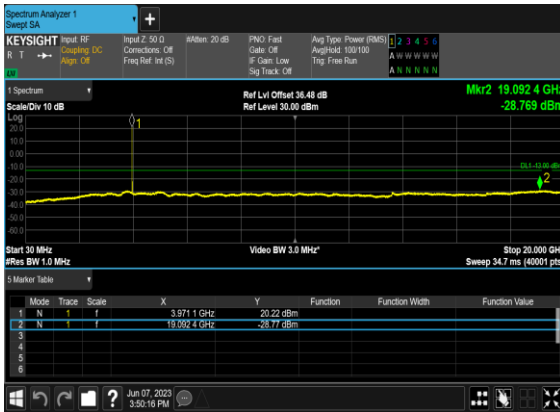 Spectrum Analyzer 1
Swept SA
KEYSIGHT
R T
Input: RF
Coupling: DC
Align: Off
Input Z: 50 Ω
Corrections: Off
Freq Ref: Int (S)
#Atten: 20 dB
PNO: Fast
Gate: Off
IF Gain: Low
Sig Track: Off
Avg Type: Power (RMS)
Avg|Hold: 100/100
Trig: Free Run
1 2 3 4 5 6
A W W W W W
A N N N N N
1 Spectrum
Scale/Div 10 dB
Ref Lvl Offset 36.48 dB
Ref Level 30.00 dBm
Mkr2 19.092 4 GHz
-28.769 dBm
Log
20.0
10.0
0.00
-10.0
-20.0
-30.0
-40.0
-50.0
-60.0
1
DL1 -13.00 dBm
2
Start 30 MHz
#Res BW 1.0 MHz
Video BW 3.0 MHz*
Stop 20.000 GHz
Sweep 34.7 ms (40001 pts)
5 Marker Table
Mode Trace Scale X Y Function Function Width Function Value
1 N 1 f 3.971 1 GHz 20.22 dBm
2 N 1 f 19.092 4 GHz -28.77 dBm
3
4
5
6
?
Jun 07, 2023
3:50:16 PM